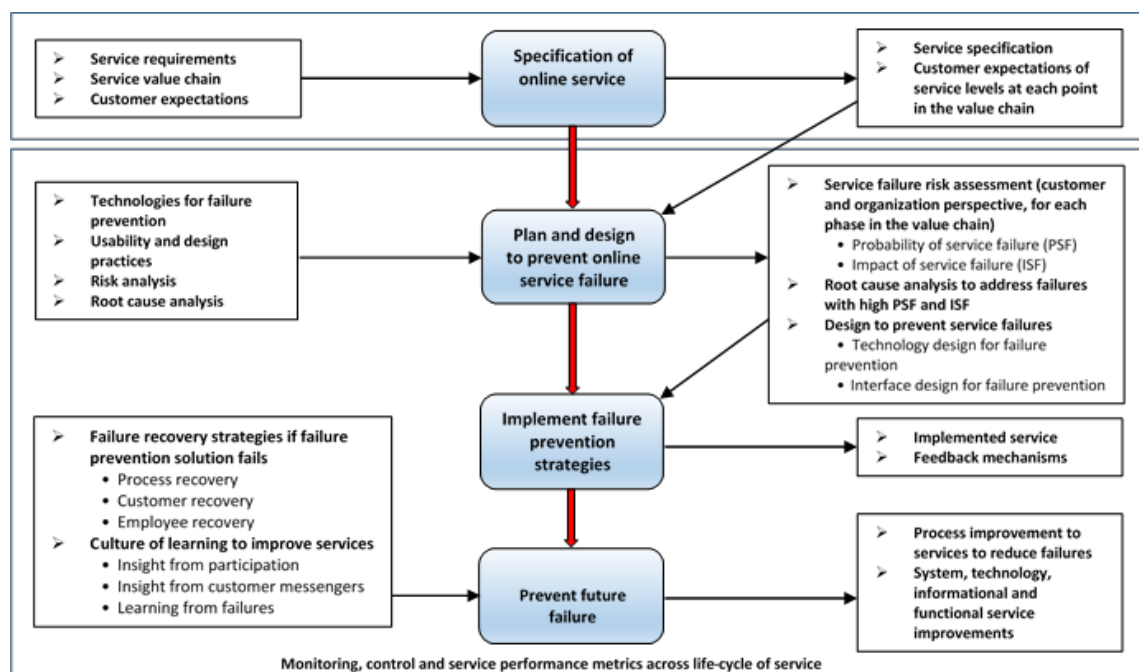 ➢ Service requirements
➢ Service value chain
➢ Customer expectations
Specification of
online service
➢ Service specification
➢ Customer expectations of
service levels at each point
in the value chain
➢ Technologies for failure
prevention
➢ Usability and design
practices
➢ Risk analysis
➢ Root cause analysis
Plan and design
to prevent online
service failure
➢ Service failure risk assessment (customer
and organization perspective, for each
phase in the value chain)
• Probability of service failure (PSF)
• Impact of service failure (ISF)
➢ Root cause analysis to address failures
with high PSF and ISF
➢ Design to prevent service failures
• Technology design for failure
prevention
• Interface design for failure prevention
Implement failure
prevention
strategies
➢ Implemented service
➢ Feedback mechanisms
➢ Failure recovery strategies if failure
prevention solution fails
• Process recovery
• Customer recovery
• Employee recovery
➢ Culture of learning to improve services
• Insight from participation
• Insight from customer messengers
• Learning from failures
Prevent future
failure
➢ Process improvement to
services to reduce failures
➢ System, technology,
informational and
functional service
improvements
Monitoring, control and service performance metrics across life-cycle of service